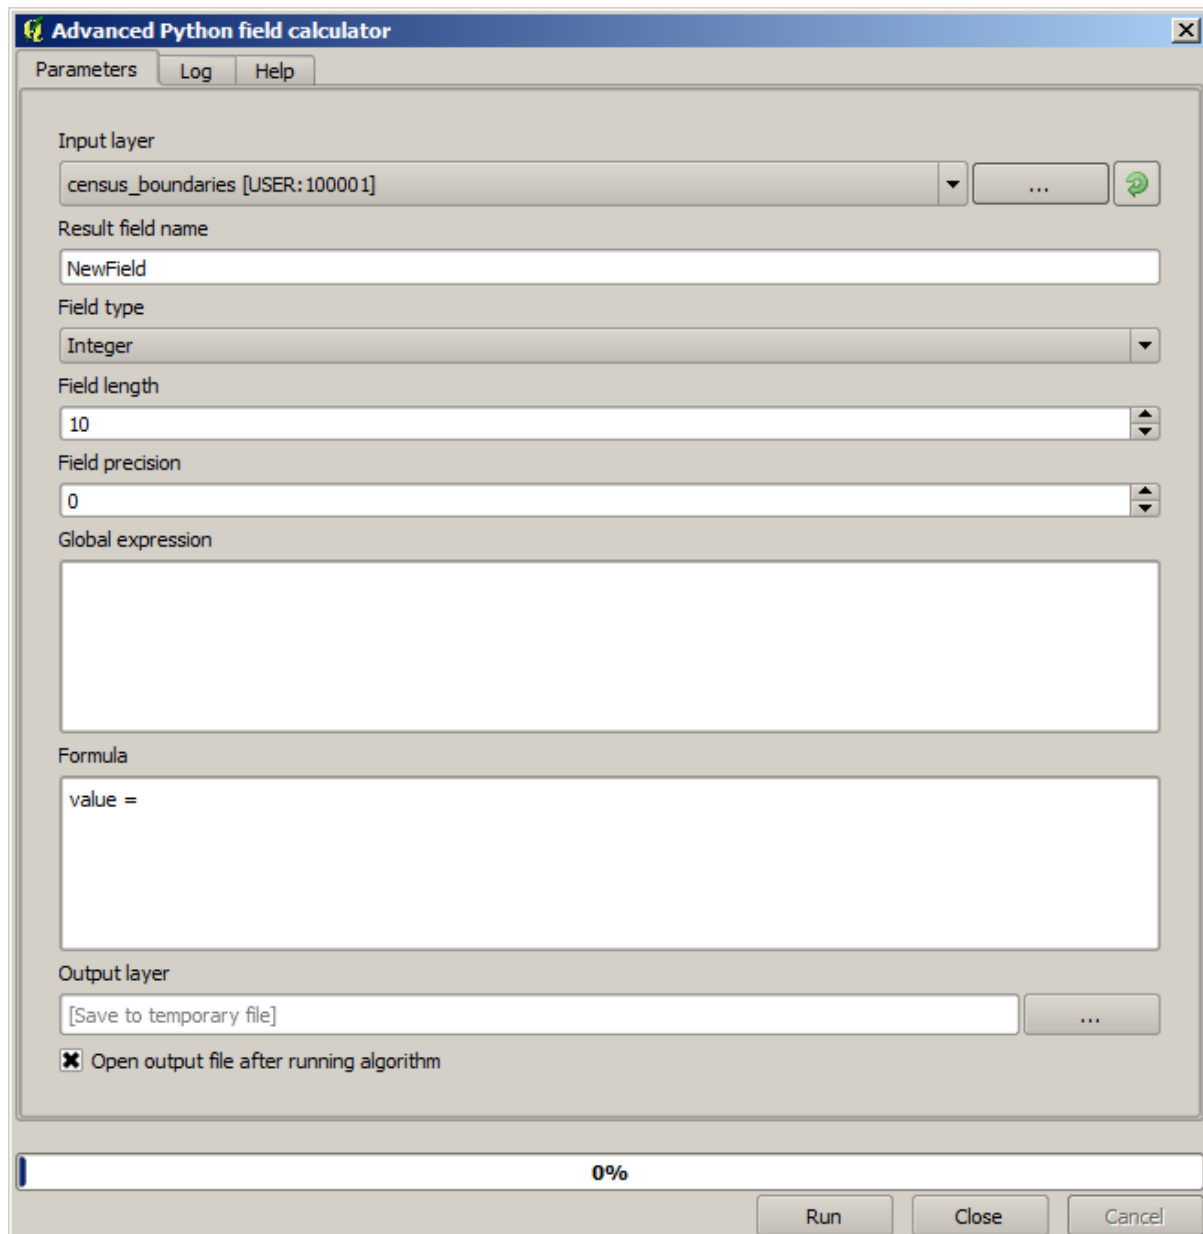 Advanced Python field calculator
Parameters Log Help
Input layer
census_boundaries [USER:100001] ...
Result field name
NewField
Field type
Integer
Field length
10
Field precision
0
Global expression
Formula
value =
Output layer
[Save to temporary file] ...
Open output file after running algorithm
0%
Run Close Cancel